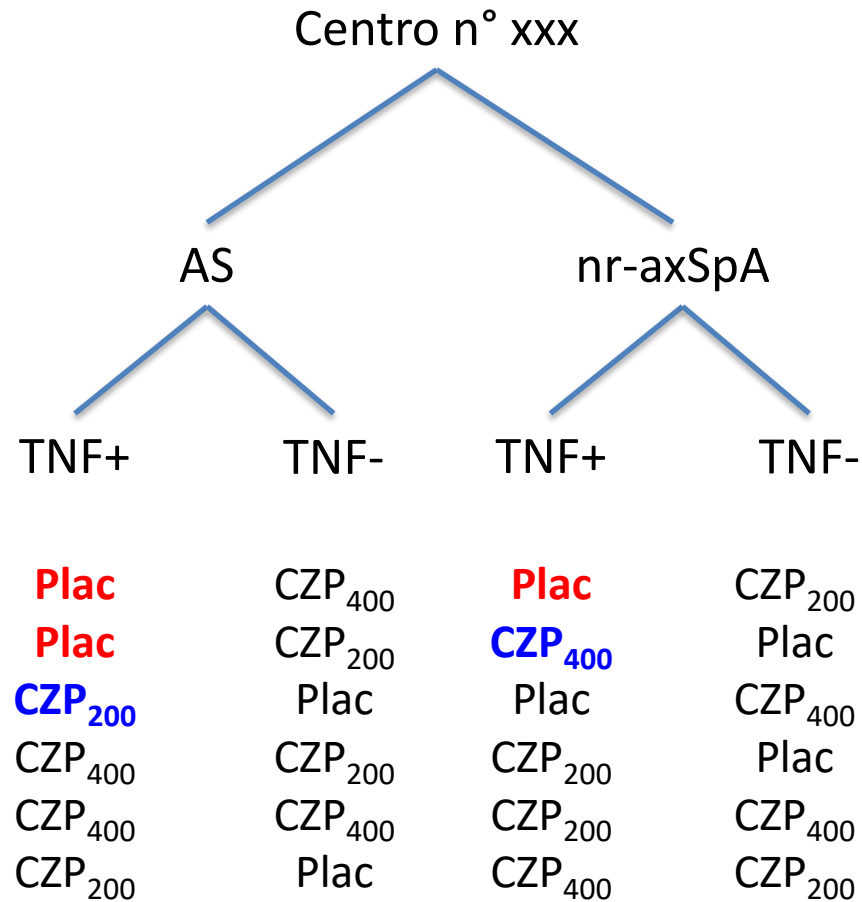 Centro n° xxx
AS nr-axSpA
TNF+ TNF- TNF+ TNF-
Plac CZP400 Plac CZP200
Plac CZP200 CZP400 Plac
CZP200 Plac Plac CZP400
CZP400 CZP200 CZP200 Plac
CZP400 CZP400 CZP200 CZP400
CZP200 Plac CZP400 CZP200